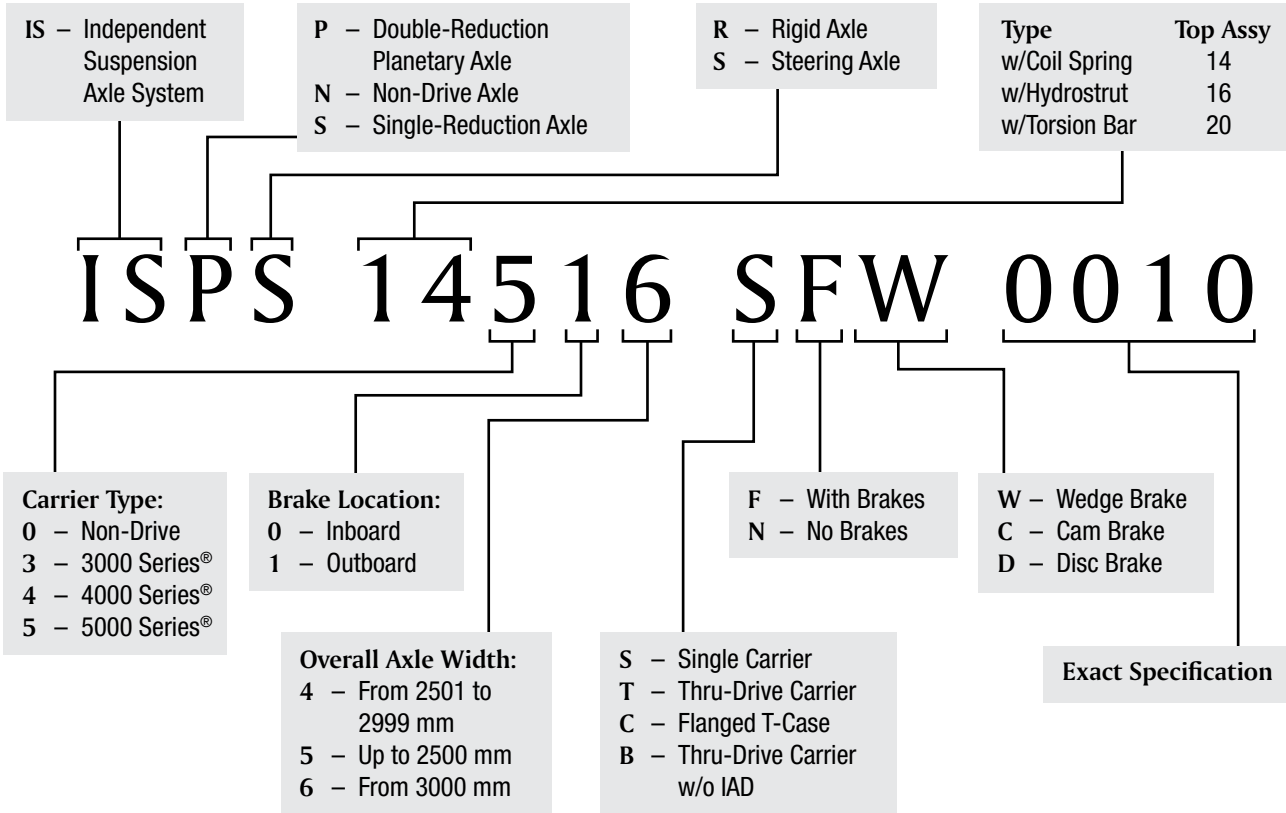 IS – Independent
Suspension
Axle System
P – Double-Reduction
Planetary Axle
N – Non-Drive Axle
S – Single-Reduction Axle
R – Rigid Axle
S – Steering Axle
Type Top Assy
w/Coil Spring 14
w/Hydrostrut 16
w/Torsion Bar 20
ISPS 14516 SFW 0010
Carrier Type:
0 – Non-Drive
3 – 3000 Series®
4 – 4000 Series®
5 – 5000 Series®
Brake Location:
0 – Inboard
1 – Outboard
Overall Axle Width:
4 – From 2501 to
2999 mm
5 – Up to 2500 mm
6 – From 3000 mm
S – Single Carrier
T – Thru-Drive Carrier
C – Flanged T-Case
B – Thru-Drive Carrier
w/o IAD
F – With Brakes
N – No Brakes
W – Wedge Brake
C – Cam Brake
D – Disc Brake
Exact Specification